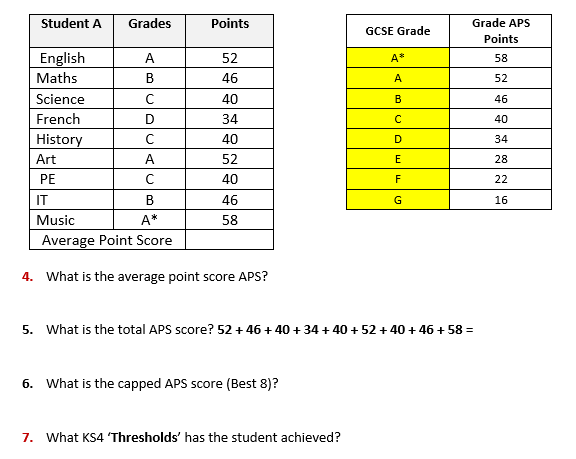 Student A Grades Points
English A 52
Maths B 46
Science C 40
French D 34
History C 40
Art A 52
PE C 40
IT B 46
Music A* 58
Average Point Score
GCSE Grade Grade APS Points
A* 58
A 52
B 46
C 40
D 34
E 28
F 22
G 16
4. What is the average point score APS?
5. What is the total APS score? 52 + 46 + 40 + 34 + 40 + 52 + 40 + 46 + 58 =
6. What is the capped APS score (Best 8)?
7. What KS4 ‘Thresholds’ has the student achieved?